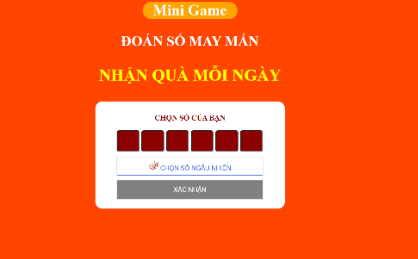 Mini Game
ĐOÁN SỐ MAY MẮN
NHẬN QUÀ MỖI NGÀY
CHỌN SỐ CỦA BẠN
CHỌN SỐ NGẪU NHIÊN
XÁC NHẬN